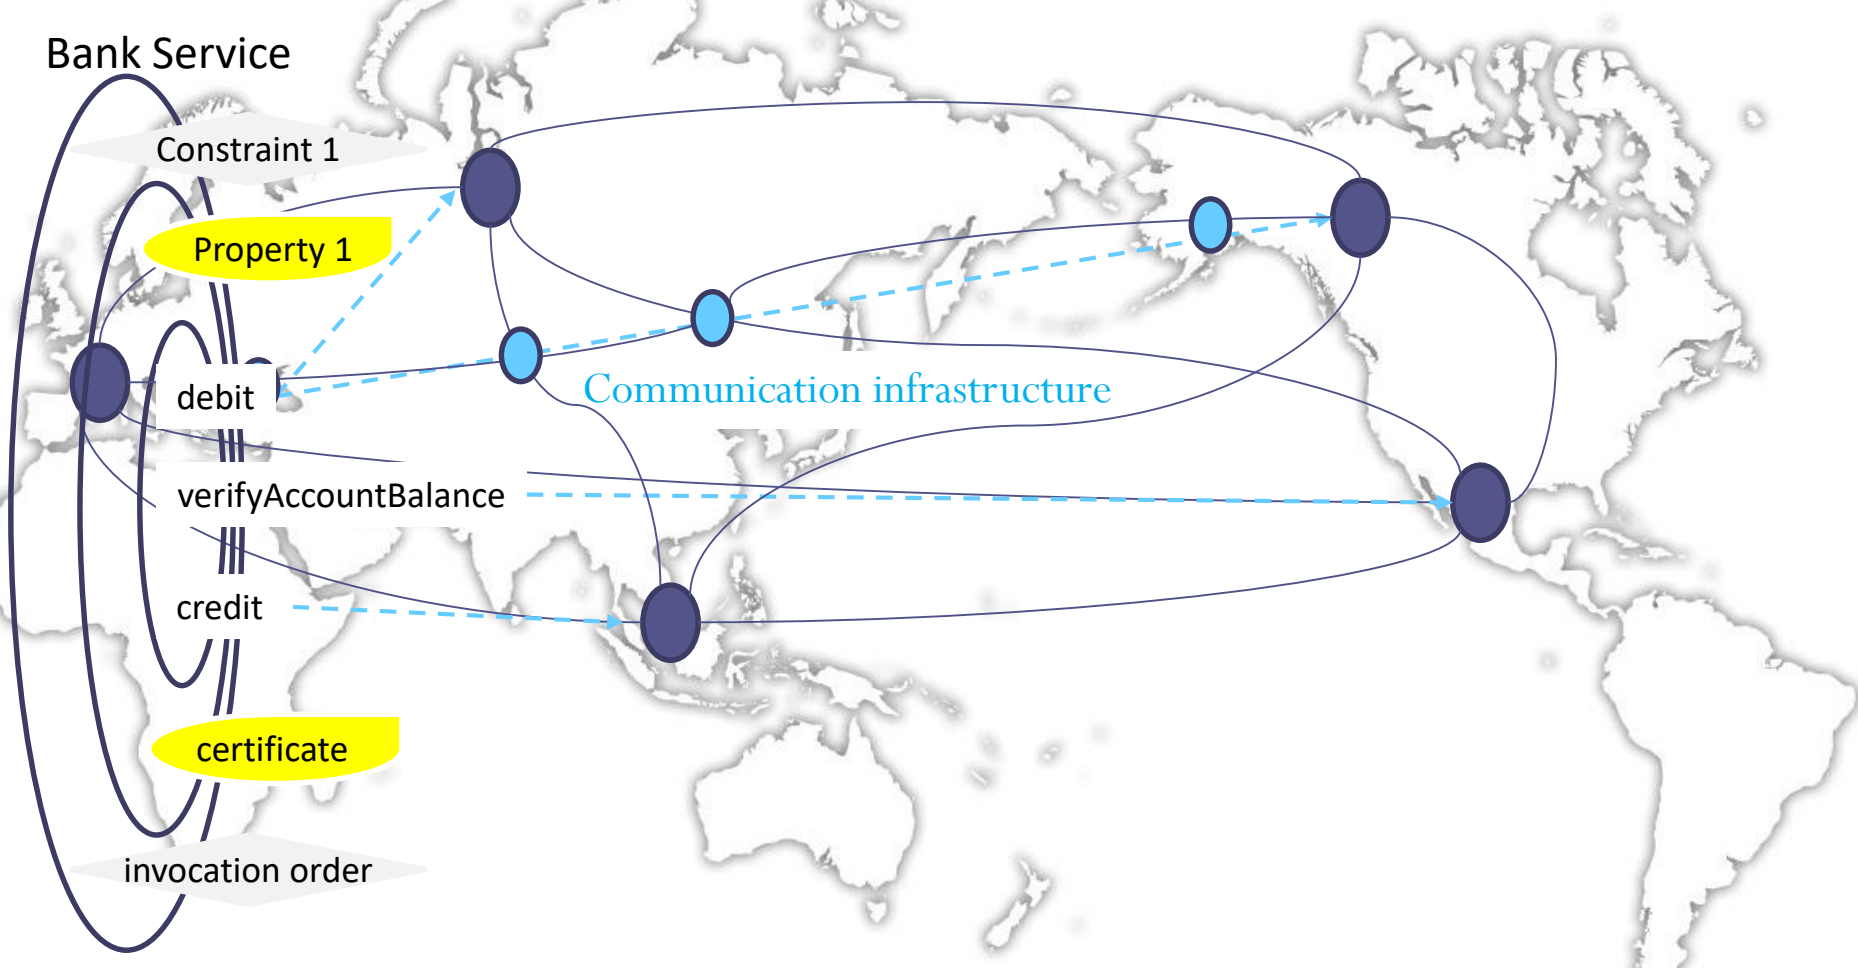 Bank Service
Constraint 1
Property 1
debit
Communication infrastructure
verifyAccountBalance
credit
certificate
invocation order